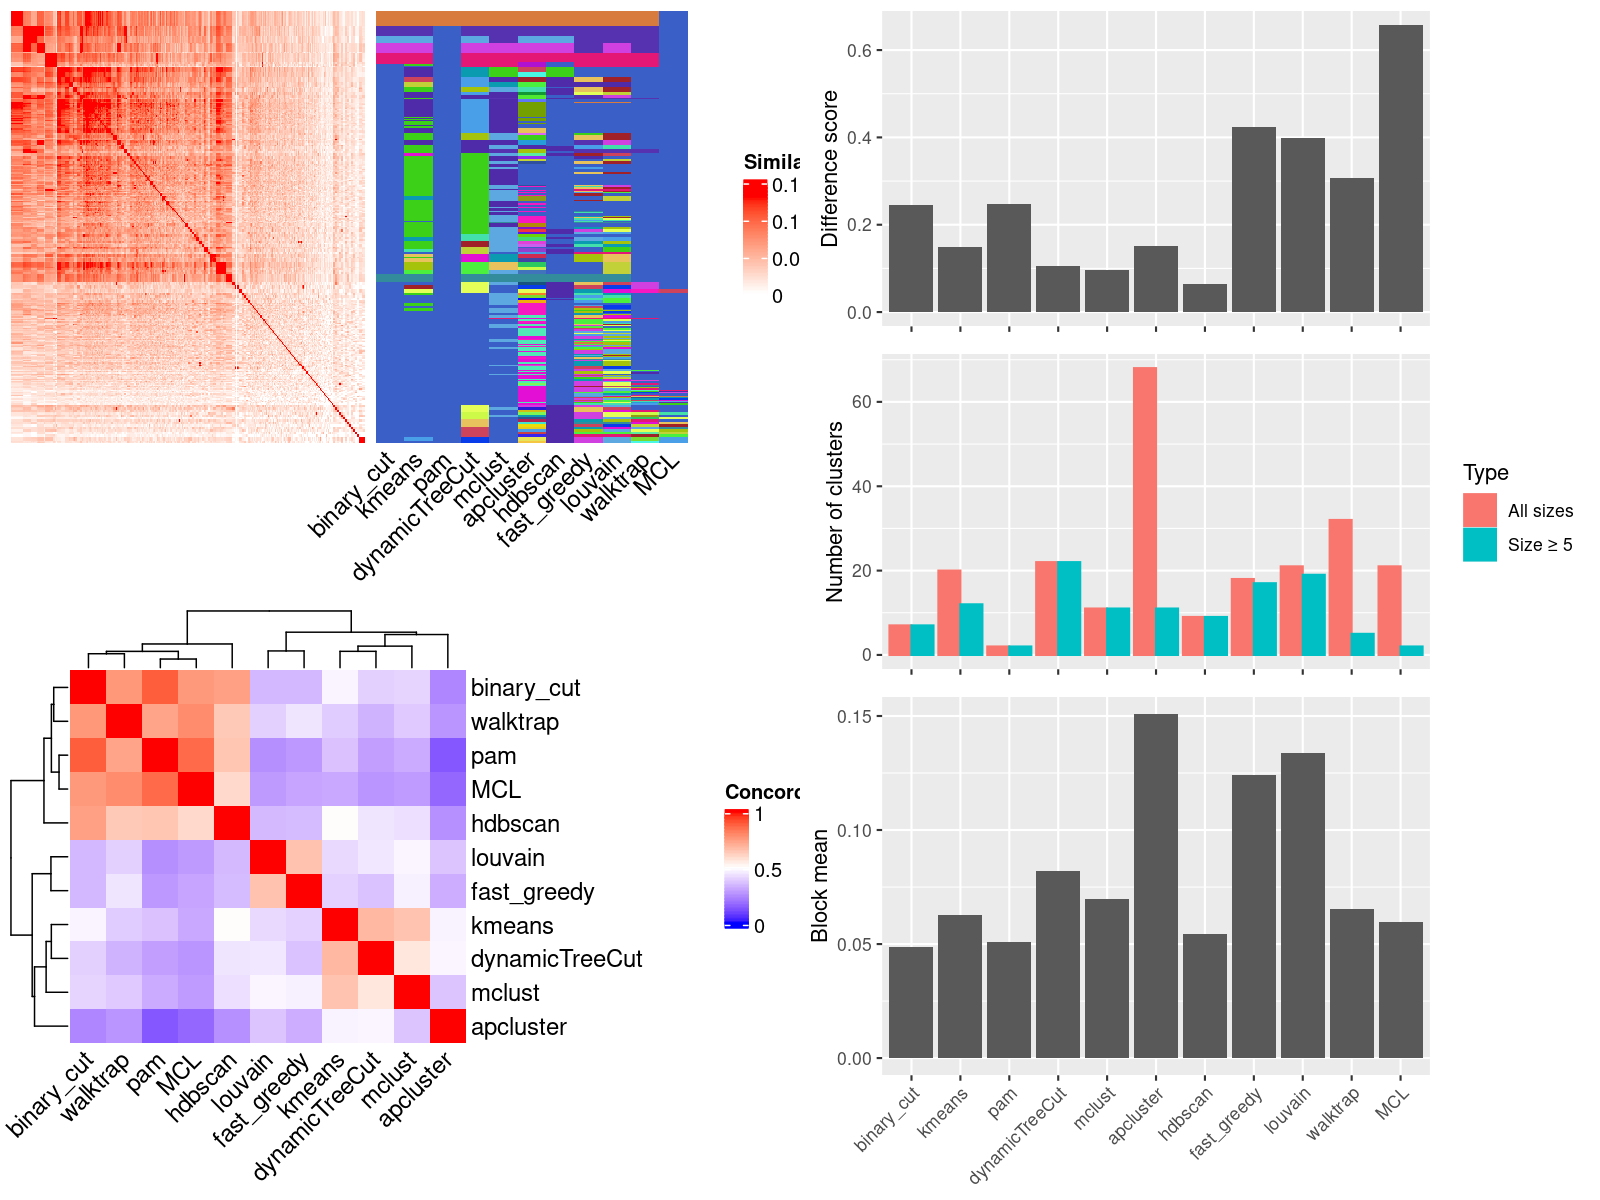 Simila
0.1
0.1
0.0
0
binary_cut
kmeans
pam
dynamicTreeCut
mclust
apcluster
hdbscan
fast_greedy
louvain
walktrap
MCL
binary_cut
walktrap
pam
MCL
hdbscan
louvain
fast_greedy
kmeans
dynamicTreeCut
mclust
apcluster
binary_cut
walktrap
pam
MCL
hdbscan
louvain
fast_greedy
kmeans
dynamicTreeCut
mclust
apcluster
Concord
1
0.5
0
Difference score
0.6
0.4
0.2
0.0
Number of clusters
60
40
20
0
Type
All sizes
Size ≥ 5
Block mean
0.15
0.10
0.05
0.00
binary_cut
kmeans
pam
dynamicTreeCut
mclust
apcluster
hdbscan
fast_greedy
louvain
walktrap
MCL